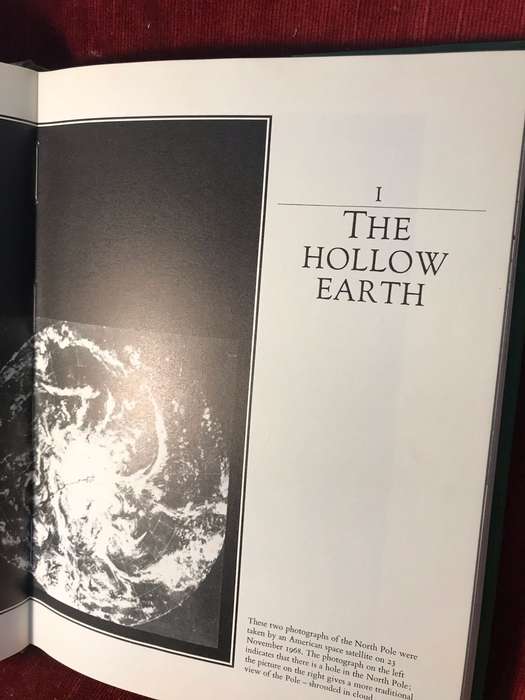 I
THE
HOLLOW
EARTH
These two photographs of the North Pole were
taken by an American space satellite on 23
November 1968. The photograph on the left
indicates that there is a hole in the North Pole;
the picture on the right gives a more traditional
view of the Pole – shrouded in cloud